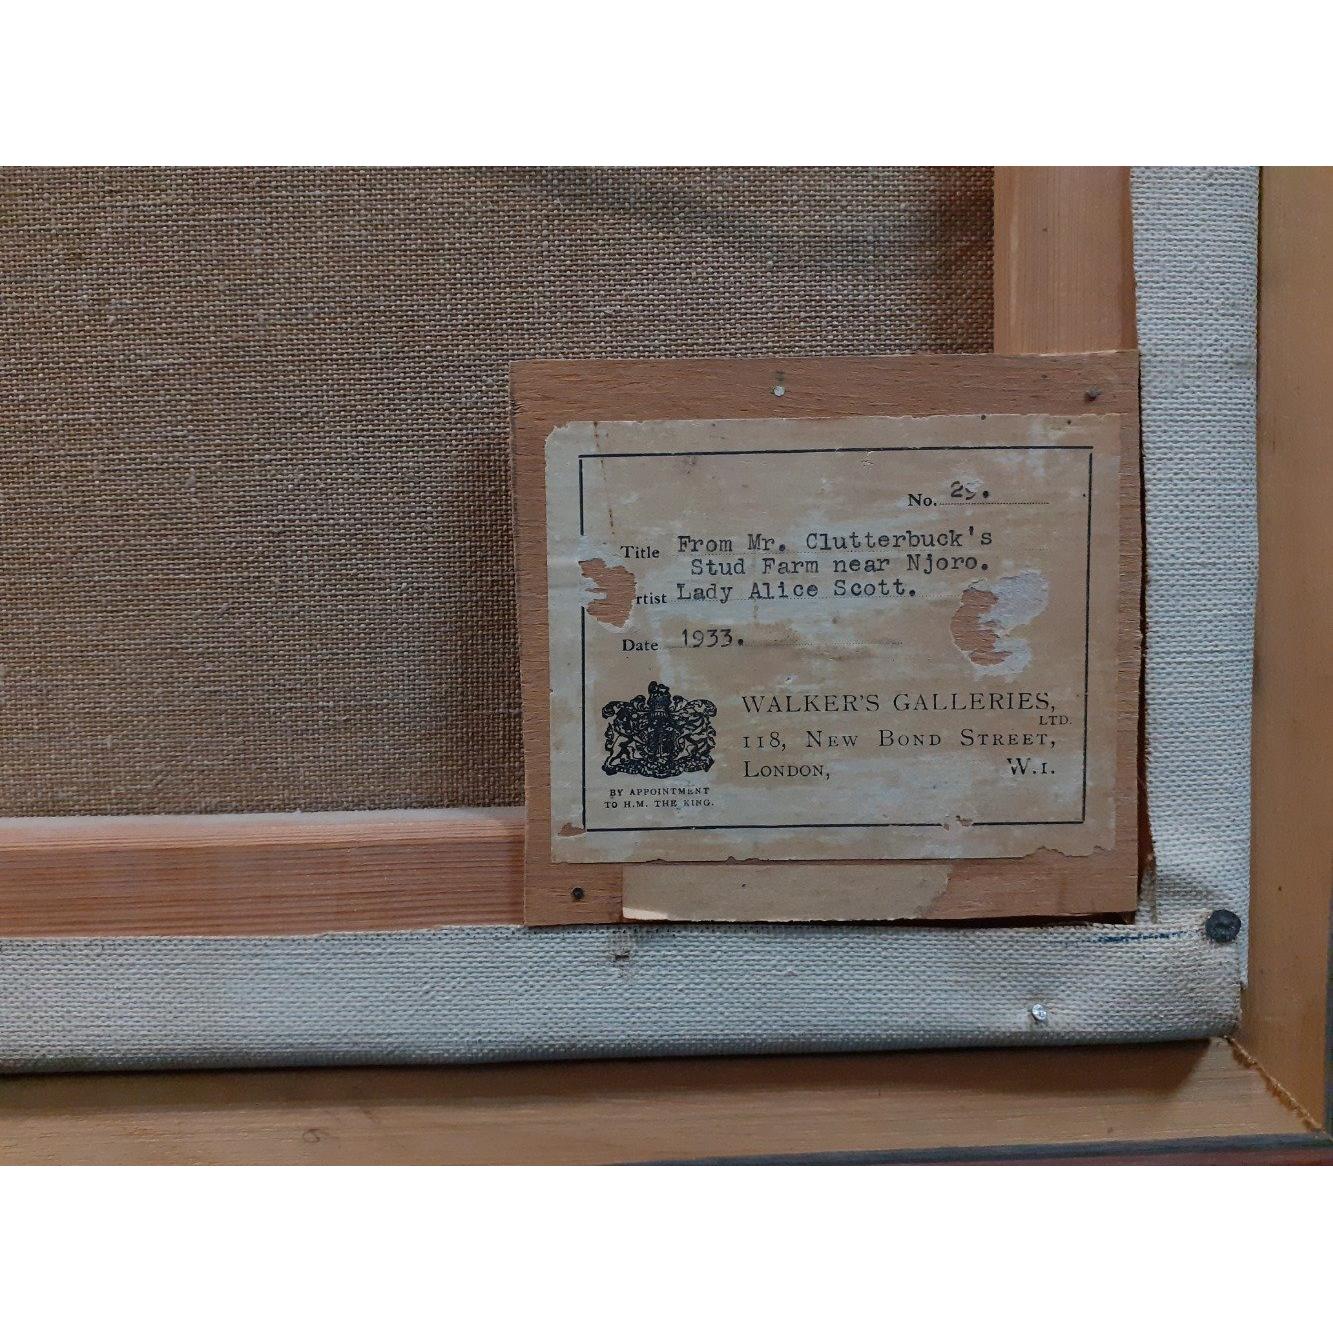 No. 29.
Title From Mr. Clutterbuck's
Stud Farm near Njoro.
rtist Lady Alice Scott.
Date 1933.
WALKER'S GALLERIES,
LTD.
118, NEW BOND STREET,
LONDON, W.1.
BY APPOINTMENT
TO H.M. THE KING.